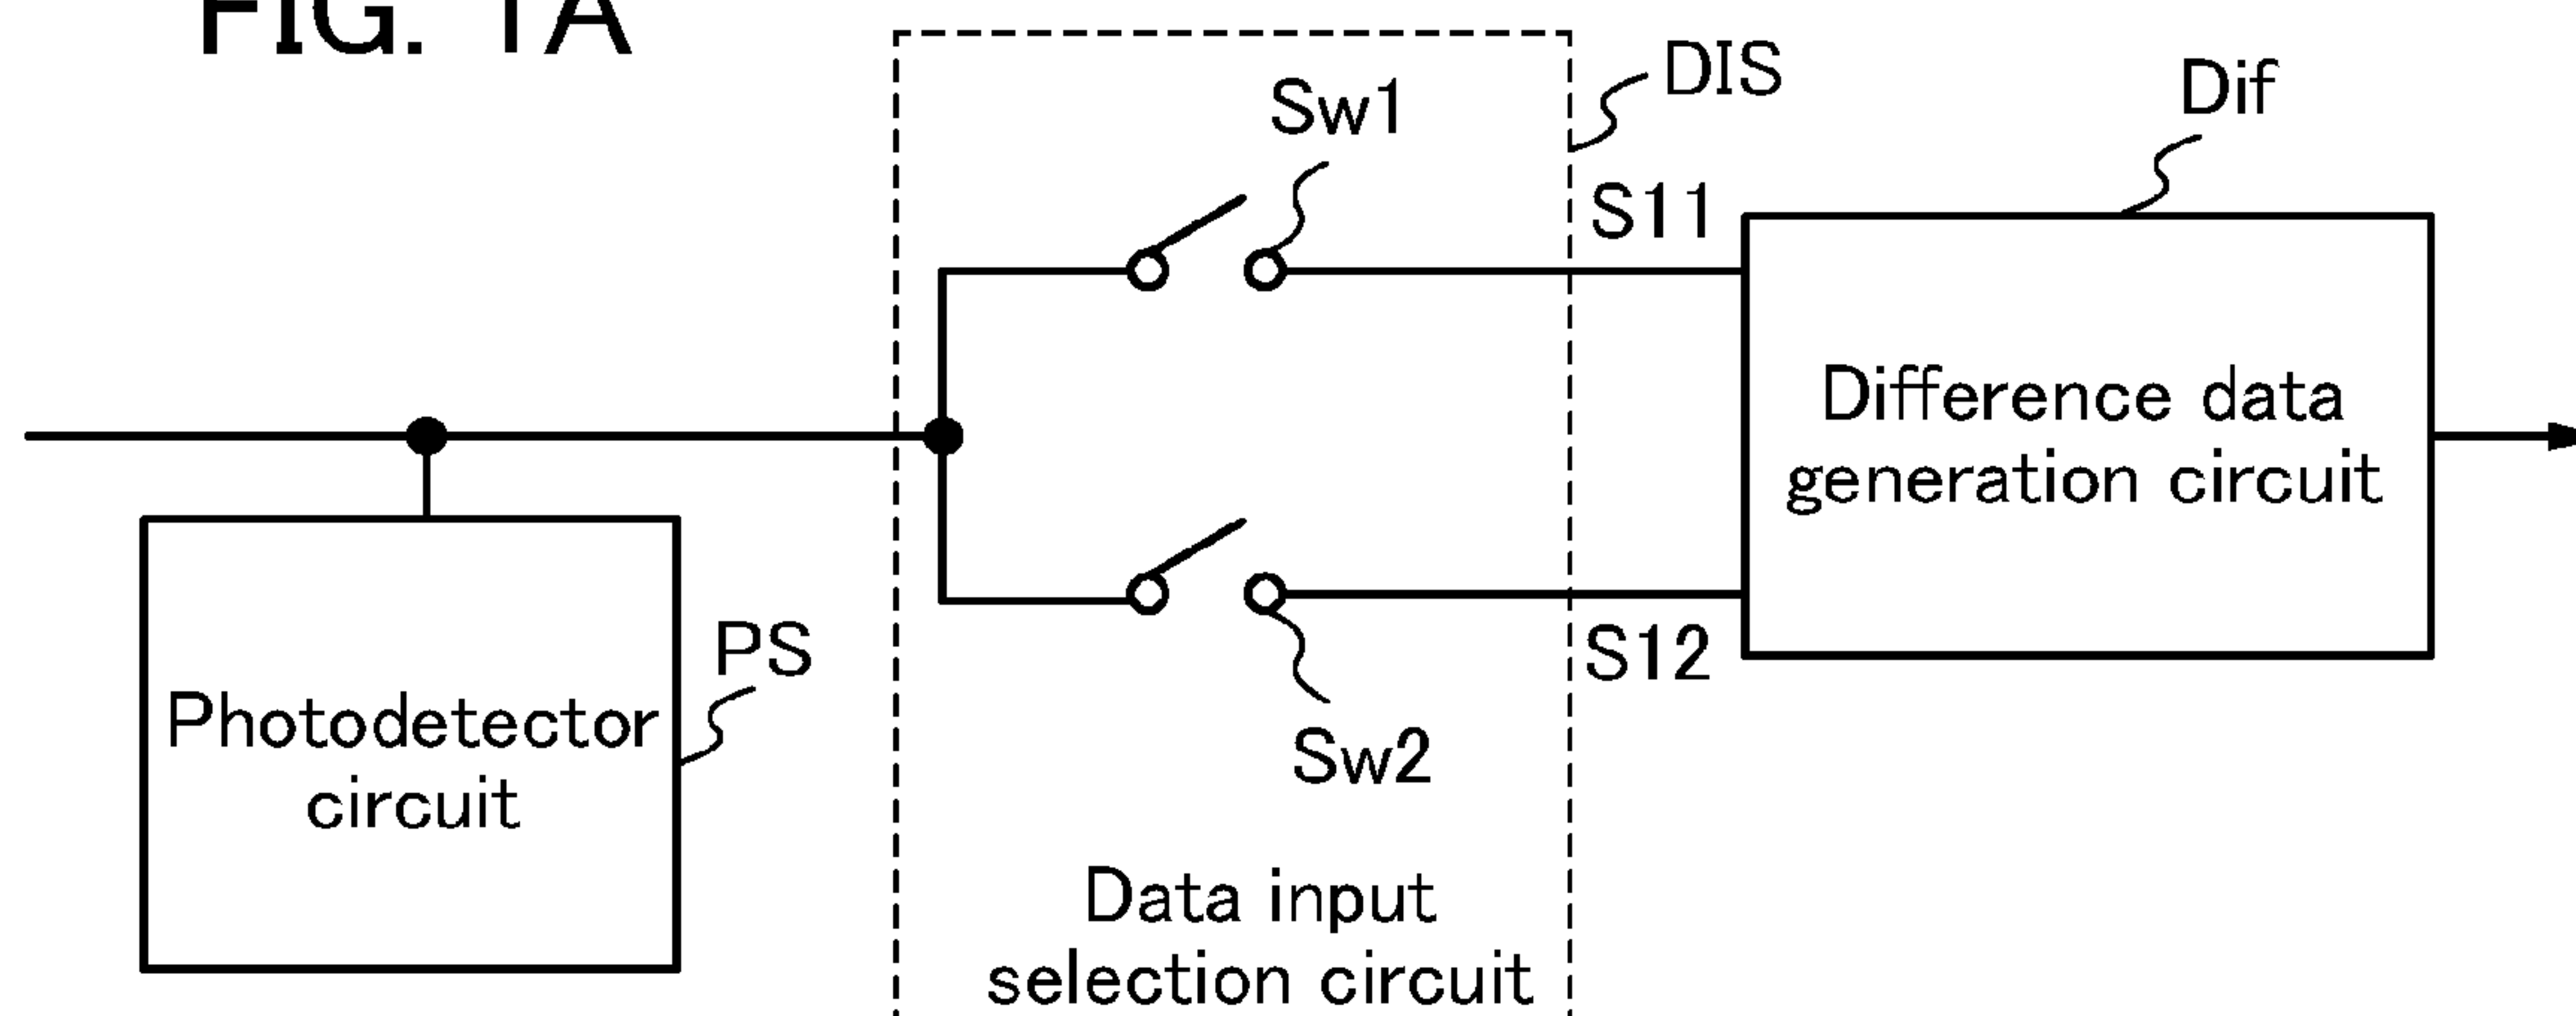 FIG. 1A
DIS
Dif
Sw1
S11
Difference data
generation circuit
PS
S12
Photodetector
circuit
Sw2
Data input
selection circuit